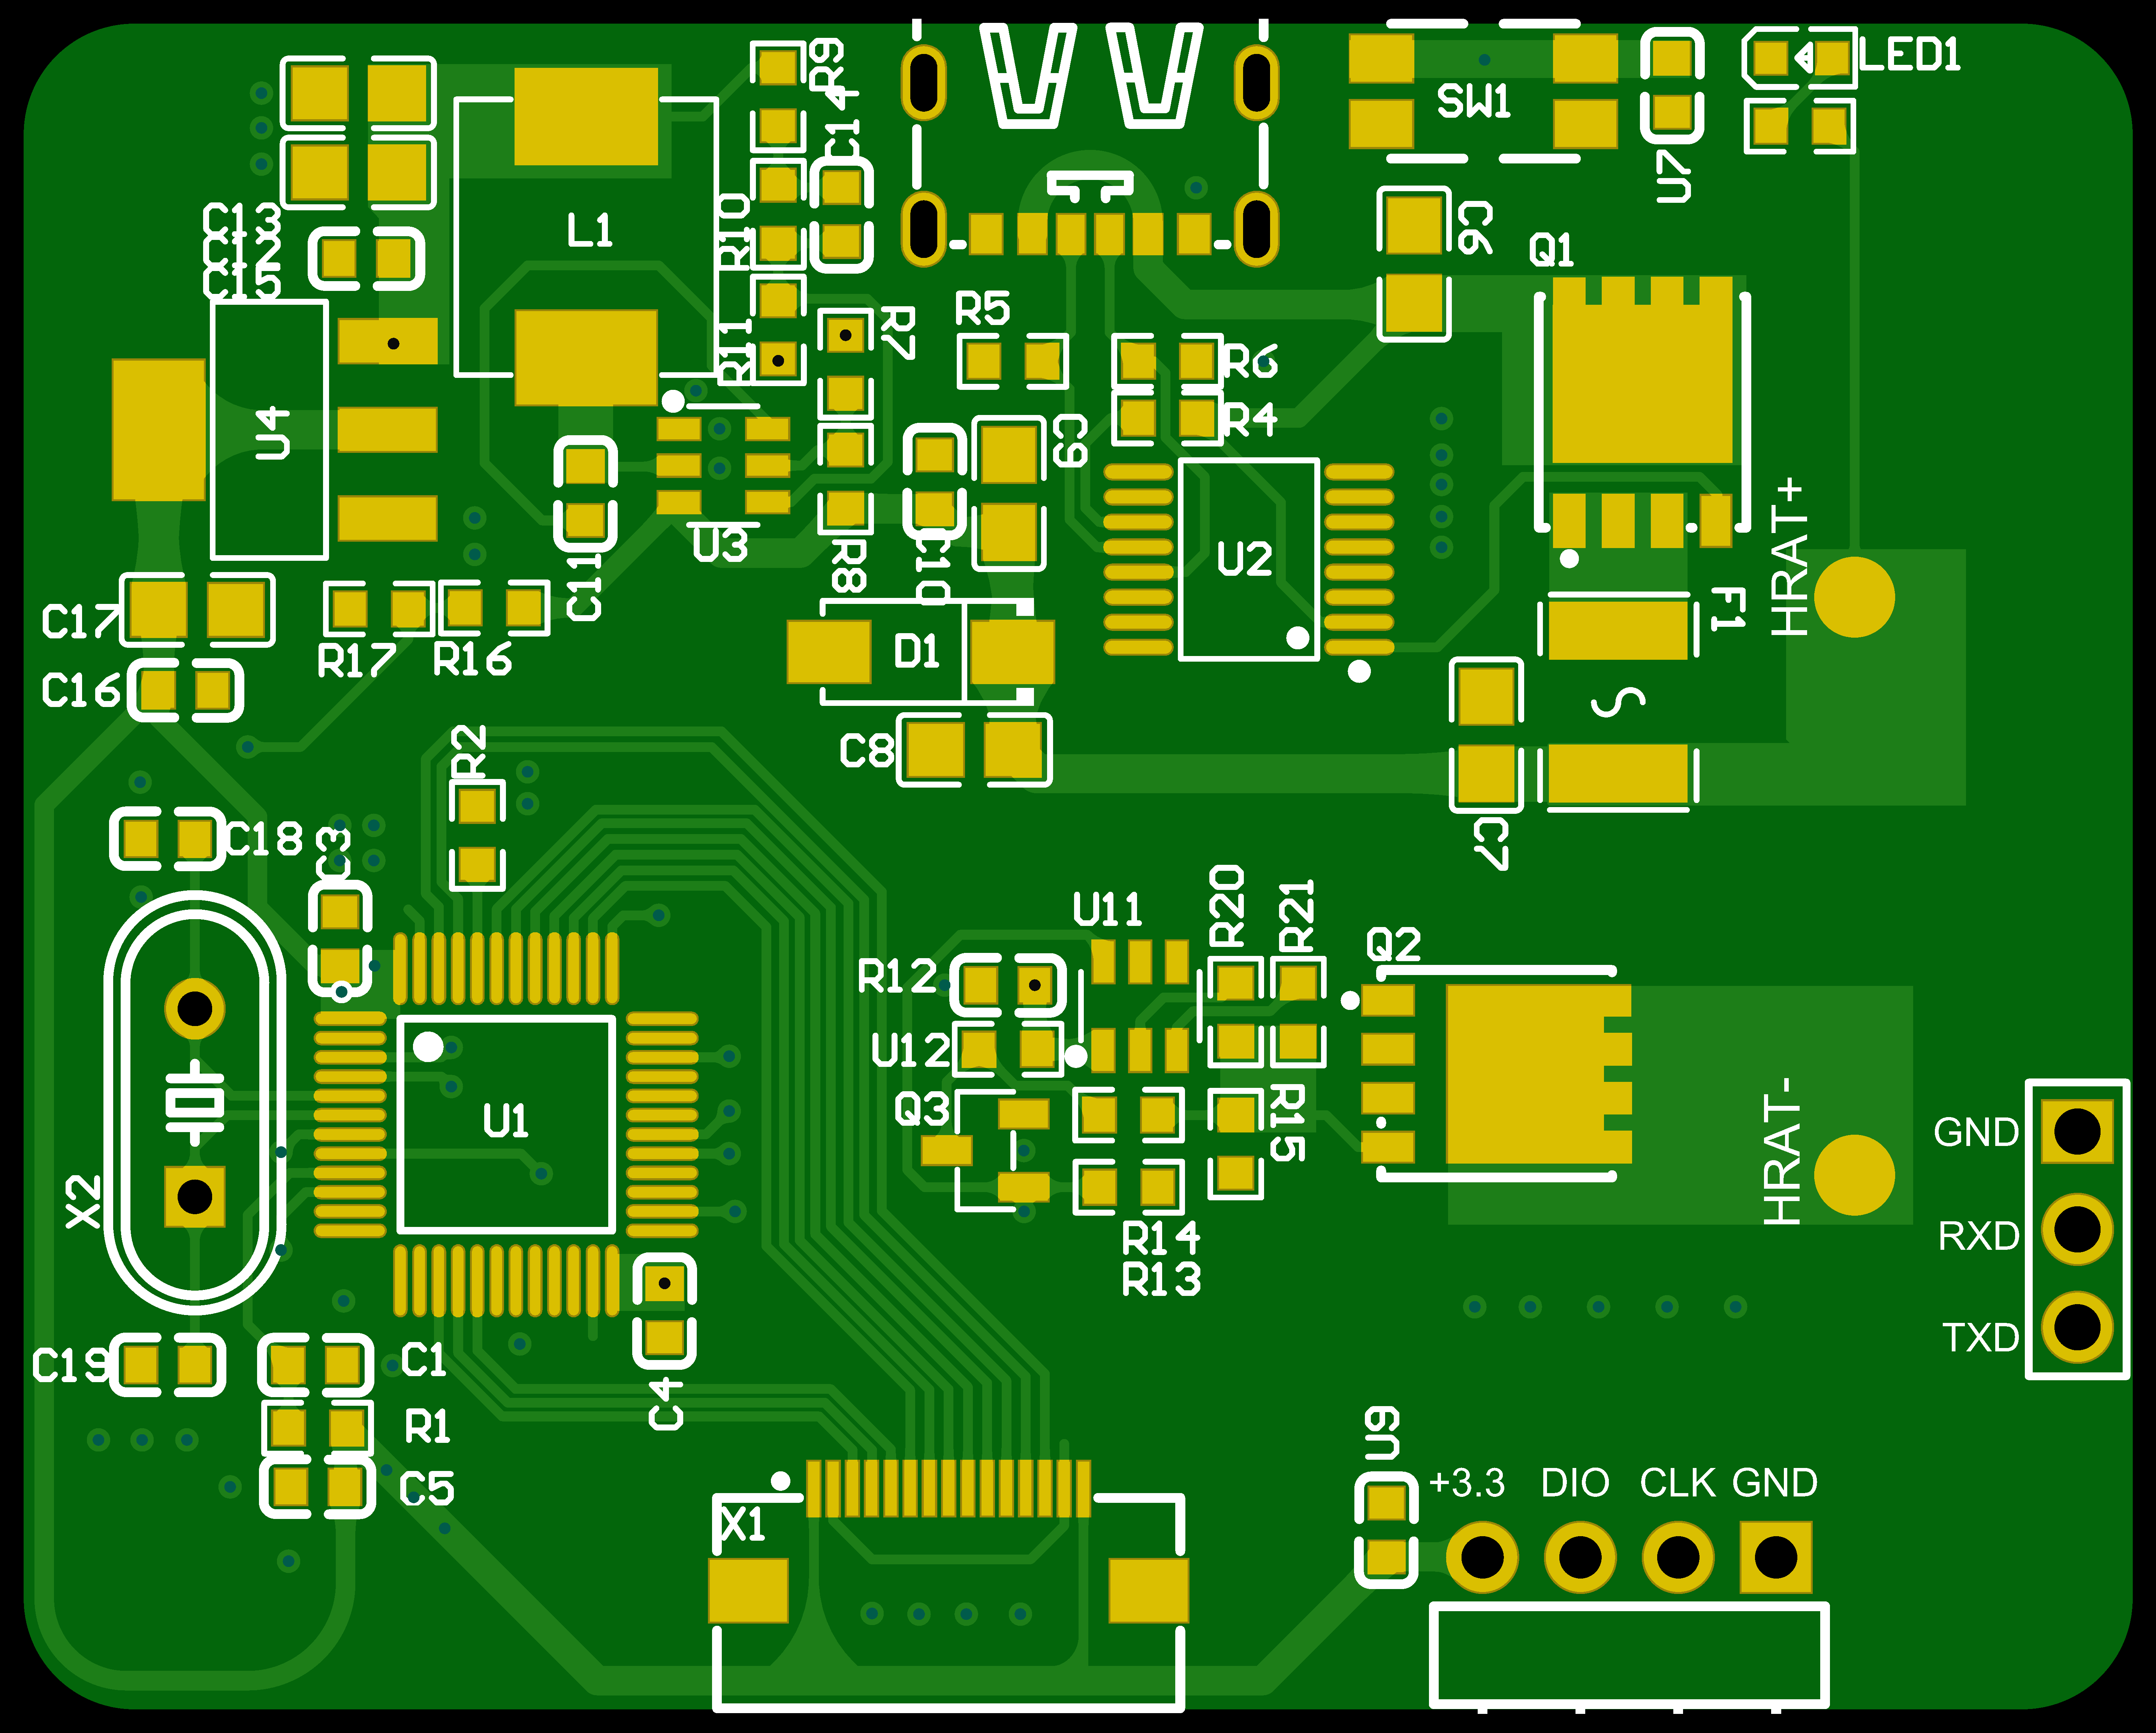 R9
LED1
C14
SW1
U7
C13
C12
C15
R10
L1
C6
Q1
R5
R7
R11
R6
U4
R4
C9
HRAT+
U3
R8
C10
U2
C11
F1
C17
R17
R16
D1
C16
R2
C8
C18
C3
C7
R20
R21
U11
Q2
R12
U12
U1
Q3
R15
HRAT-
GND
X2
R14
RXD
R13
TXD
C19
C1
C4
R1
U9
C5
+3.3
DIO
CLK
GND
X1